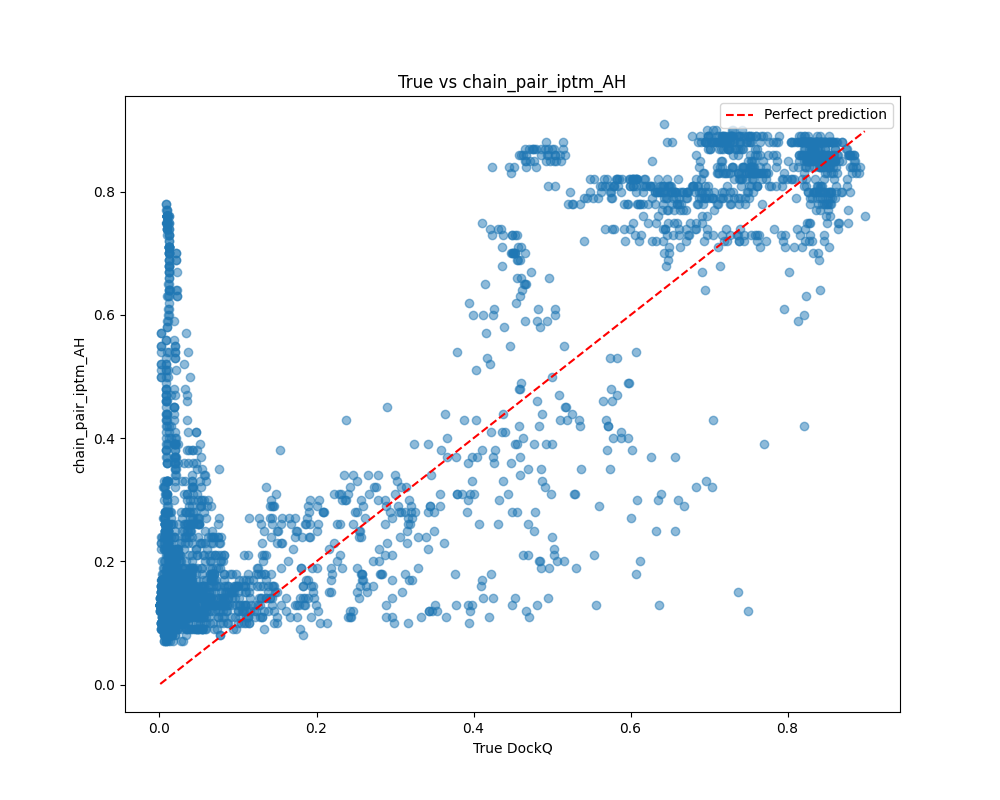 True vs chain_pair_iptm_AH
Perfect prediction
chain_pair_iptm_AH
0.8
0.6
0.4
0.2
0.0
0.0 0.2 0.4 0.6 0.8
True DockQ